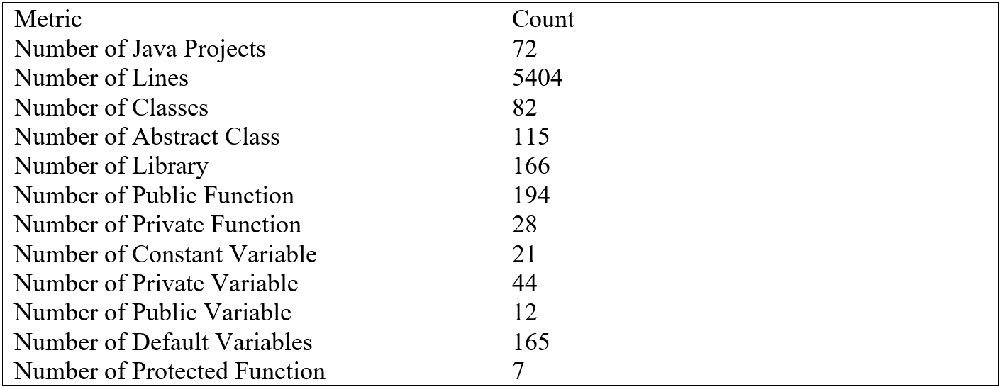 Metric Count
Number of Java Projects 72
Number of Lines 5404
Number of Classes 82
Number of Abstract Class 115
Number of Library 166
Number of Public Function 194
Number of Private Function 28
Number of Constant Variable 21
Number of Private Variable 44
Number of Public Variable 12
Number of Default Variables 165
Number of Protected Function 7